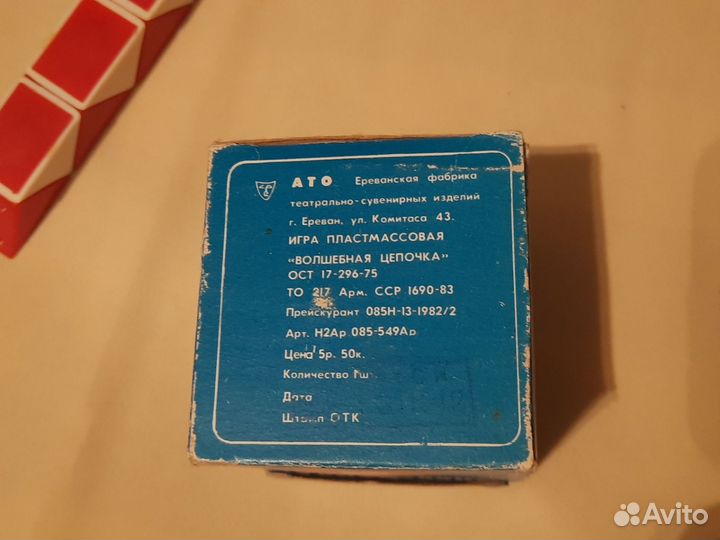 АТО Ереванская фабрика
театрально-сувенирных изделий
г. Ереван, ул. Комитаса 43.
ИГРА ПЛАСТМАССОВАЯ
«ВОЛШЕБНАЯ ЦЕПОЧКА»
ОСТ 17-296-75
ТО 217 Арм. ССР 1690-83
Прейскурант 085Н-13-1982/2
Арт. Н2Ар 085-549Ар
Цена 5р. 50к.
Количество 1шт.
Дата
Штамп ОТК
Avito